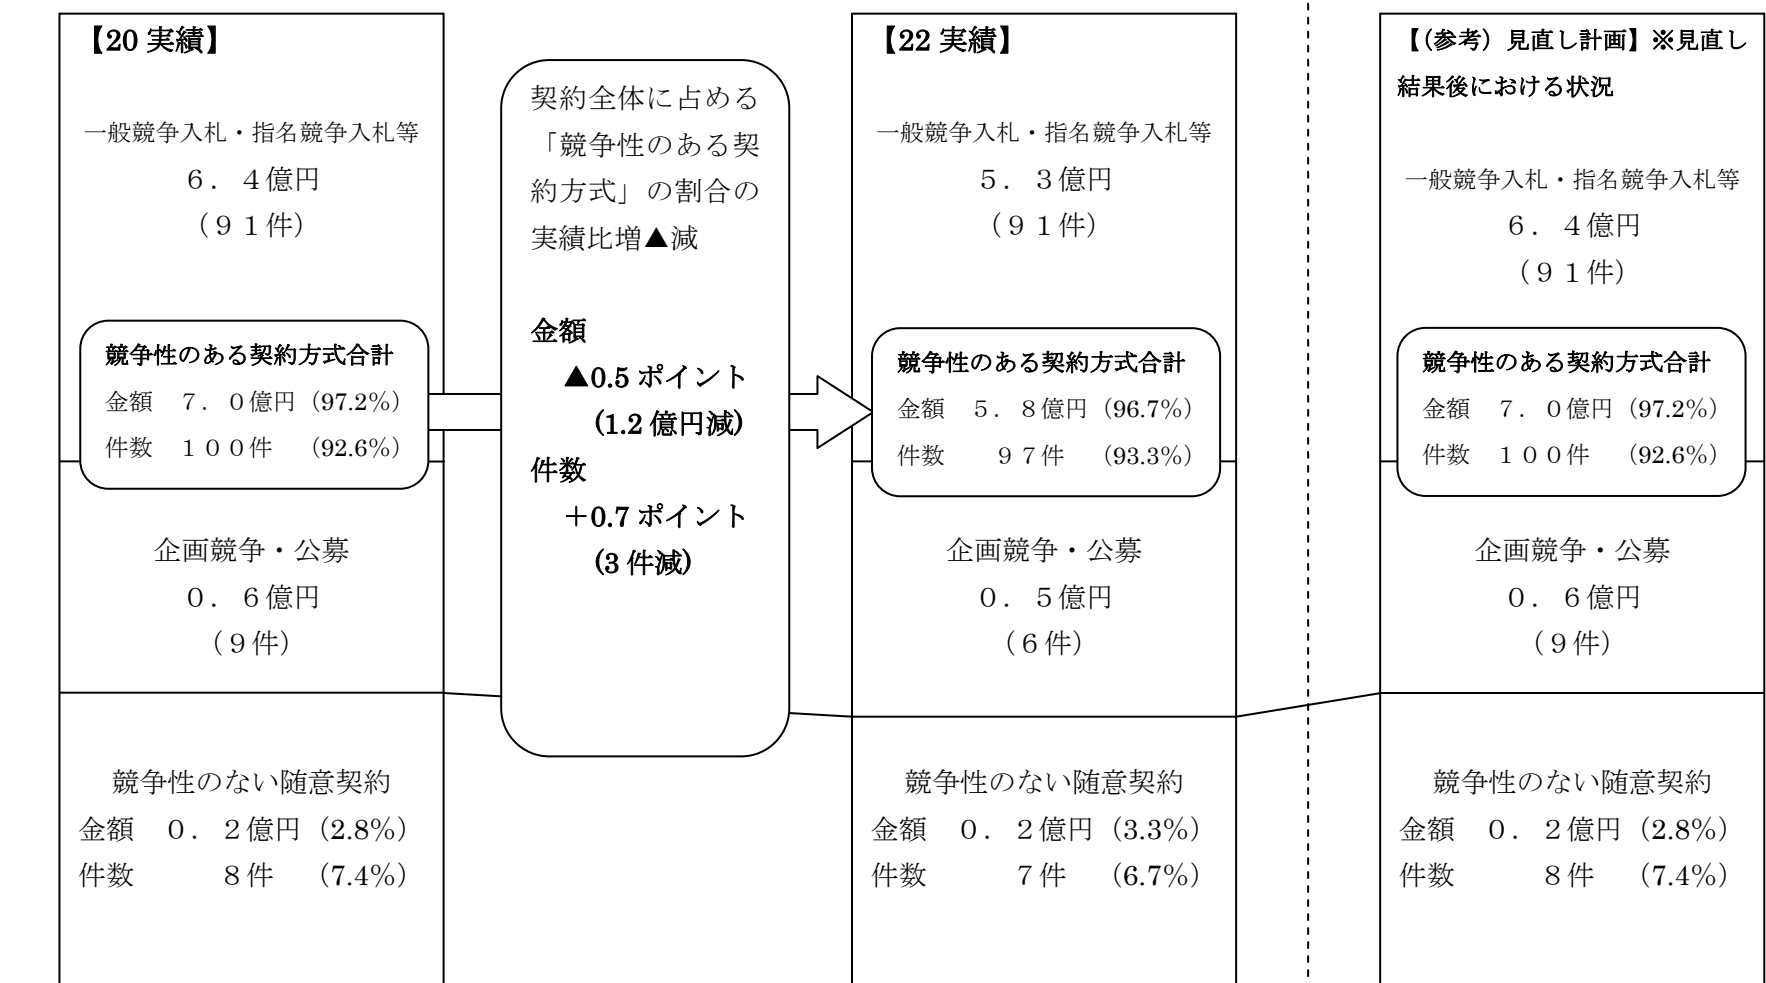 【20 実績】
一般競争入札・指名競争入札等
６．４億円
（９１件）
競争性のある契約方式合計
金額　７．０億円（97.2%）
件数　１００件　（92.6%）
企画競争・公募
０．６億円
（９件）
競争性のない随意契約
金額　０．２億円（2.8%）
件数　　　８件　（7.4%）
契約全体に占める
「競争性のある契
約方式」の割合の
実績比増▲減
金額
▲0.5 ポイント
(1.2 億円減)
件数
＋0.7 ポイント
(3 件減)
【22 実績】
一般競争入札・指名競争入札等
５．３億円
（９１件）
競争性のある契約方式合計
金額　５．８億円（96.7%）
件数　　９７件　（93.3%）
企画競争・公募
０．５億円
（６件）
競争性のない随意契約
金額　０．２億円（3.3%）
件数　　　７件　（6.7%）
【(参考）見直し計画】※見直し
結果後における状況
一般競争入札・指名競争入札等
６．４億円
（９１件）
競争性のある契約方式合計
金額　７．０億円（97.2%）
件数　１００件　（92.6%）
企画競争・公募
０．６億円
（９件）
競争性のない随意契約
金額　０．２億円（2.8%）
件数　　　８件　（7.4%）